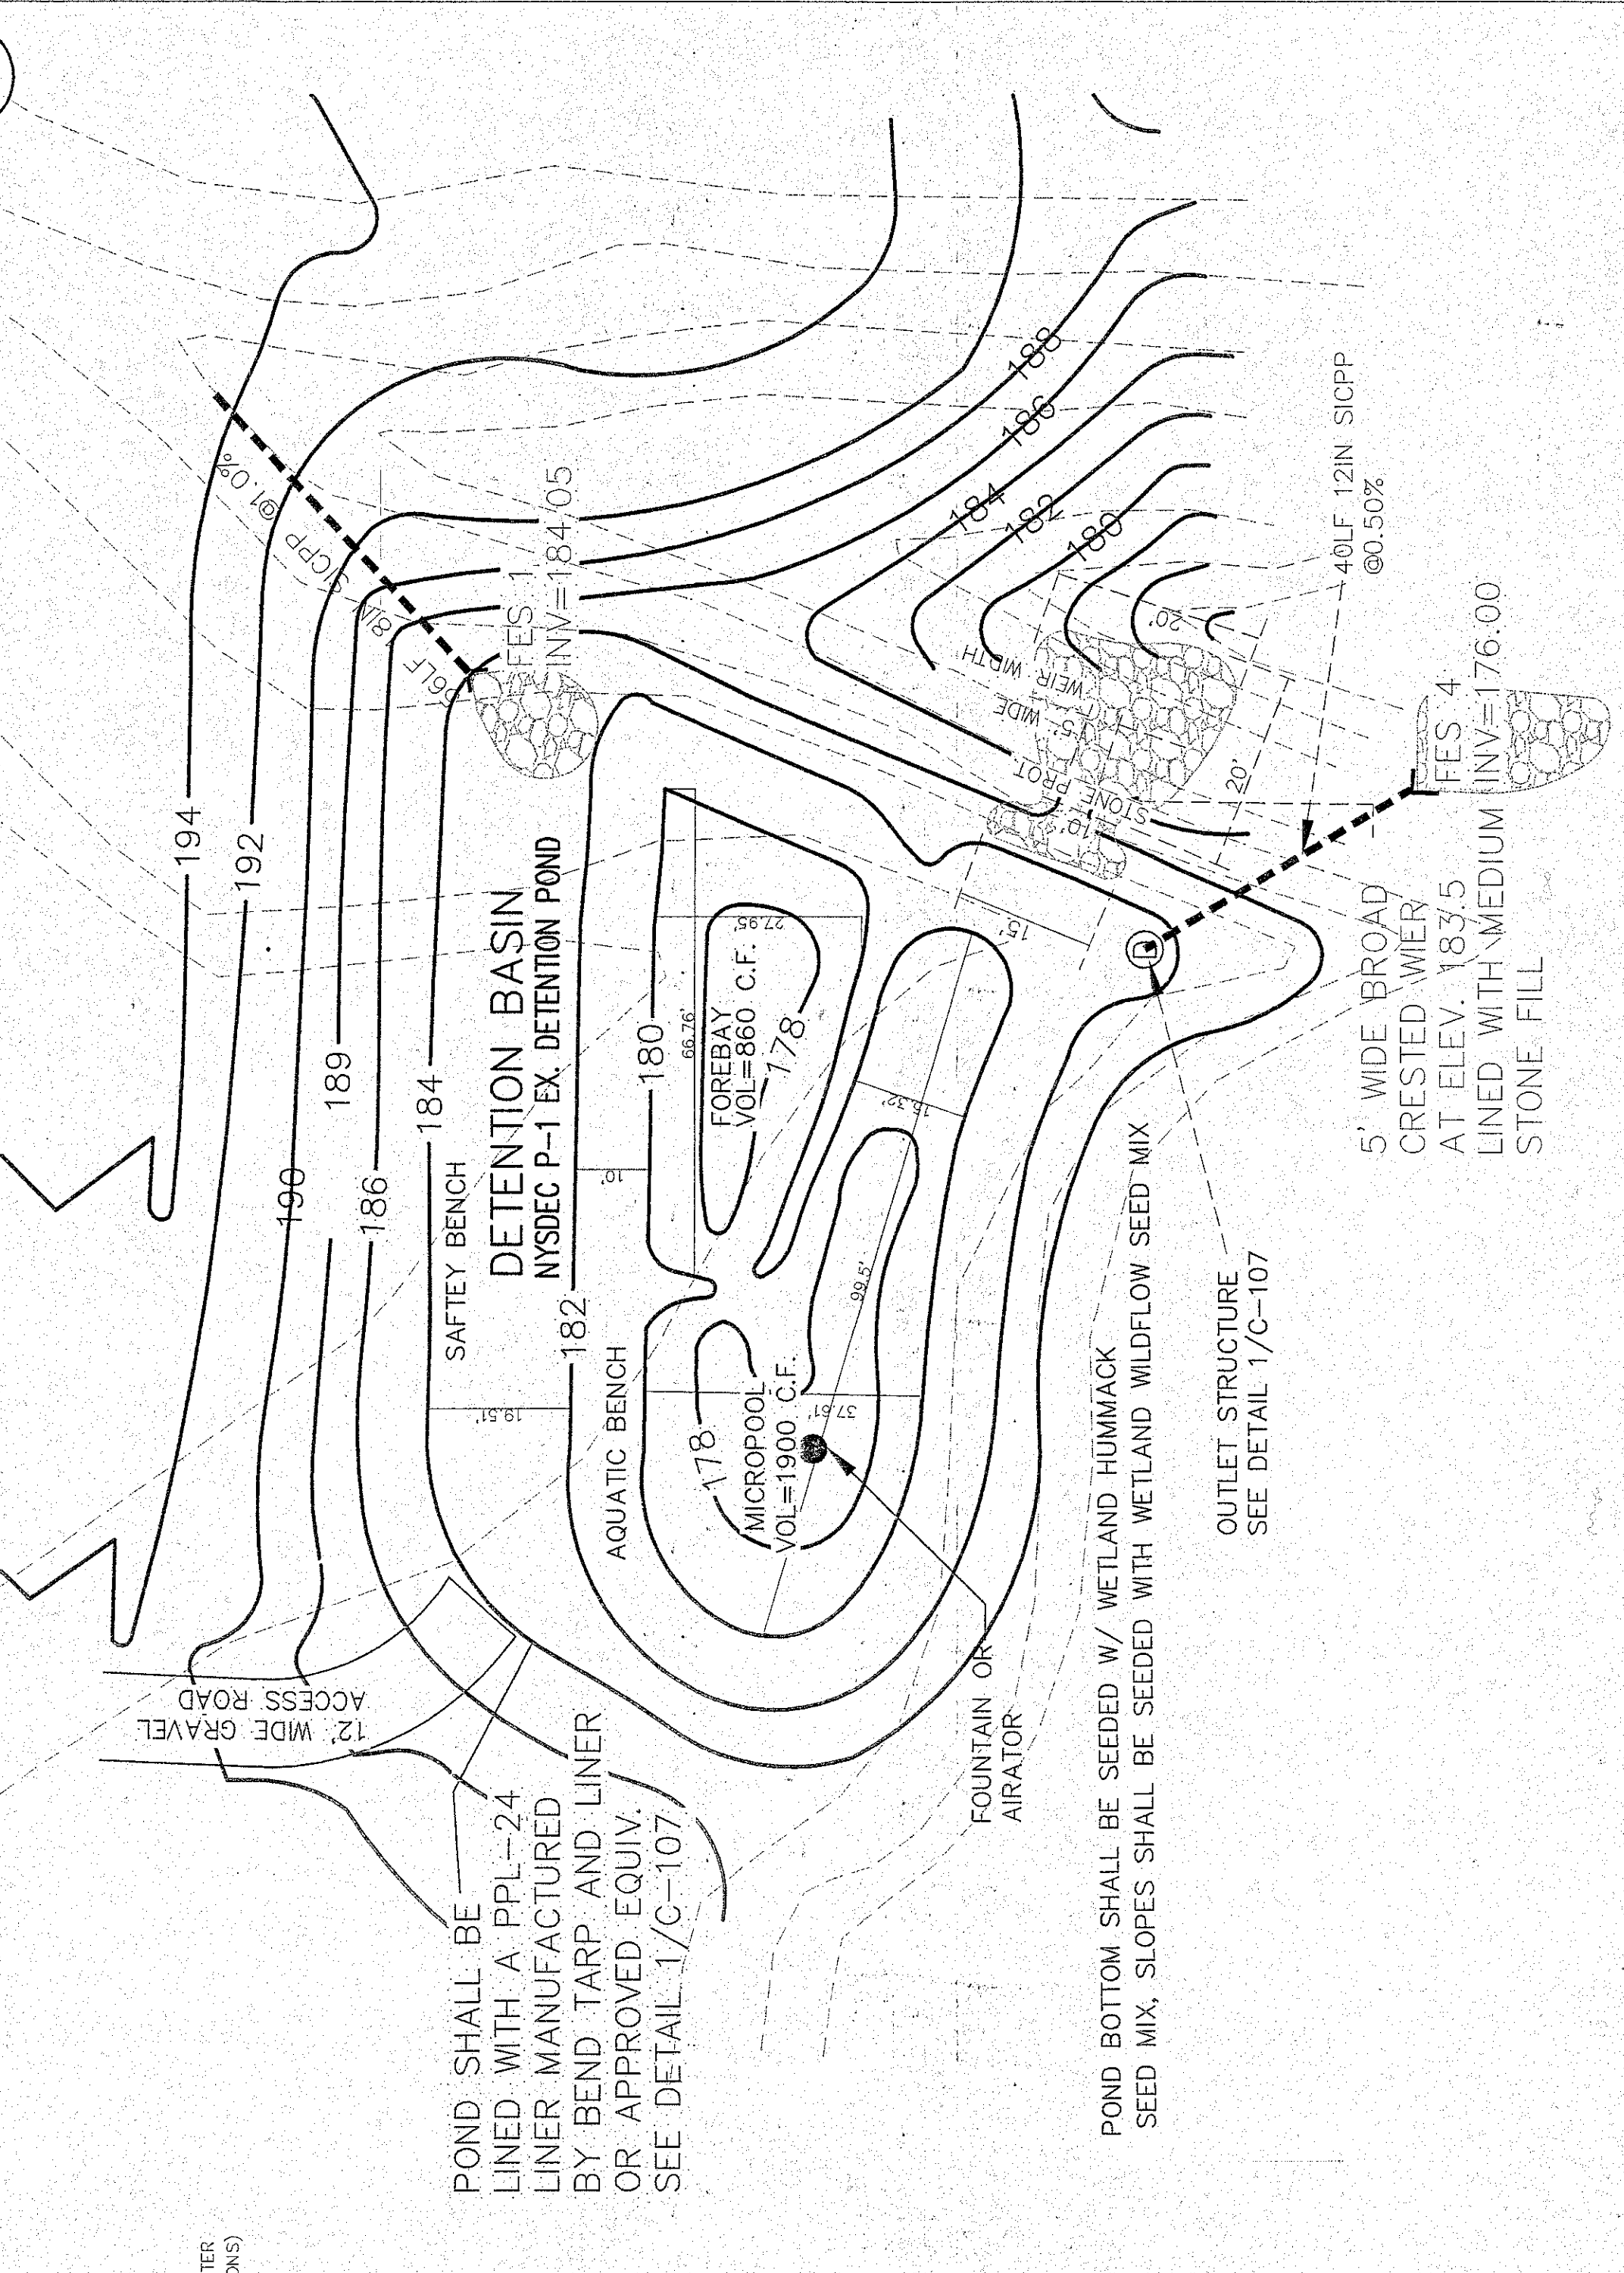 194
192
190
189
186
184
SAFTEY BENCH
DETENTION BASIN
NYSDEC P-1 EX. DETENTION POND
182
AQUATIC BENCH
180
66.76'
FOREBAY
VOL=860 C.F.
178
27.95'
10'
19.51'
178
MICROPOOL
VOL=1900 C.F.
37.61'
99.5'
15'
@1.0%
SICPP
FES 1
INV=184.05
188
186
184
182
180
WEIR WIDTH
5' WIDE
STONE PROT.
10'
20'
20'
40LF 12IN SICPP
@0.50%
FES 4
INV=176.00
5' WIDE BROAD
CRESTED WIER
AT ELEV. 183.5
LINED WITH MEDIUM
STONE FILL
OUTLET STRUCTURE
SEE DETAIL 1/C-107
12' WIDE GRAVEL
ACCESS ROAD
POND SHALL BE
LINED WITH A PPL-24
LINER MANUFACTURED
BY BEND TARP AND LINER
OR APPROVED EQUIV.
SEE DETAIL 1/C-107
FOUNTAIN OR
AIRATOR
POND BOTTOM SHALL BE SEEDED W/ WETLAND HUMMACK
SEED MIX, SLOPES SHALL BE SEEDED WITH WETLAND WILDFLOW SEED MIX
TER
ONS)